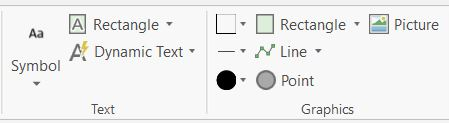 Aa
Symbol
A Rectangle
A Dynamic Text
Text
Rectangle
Picture
Line
Point
Graphics